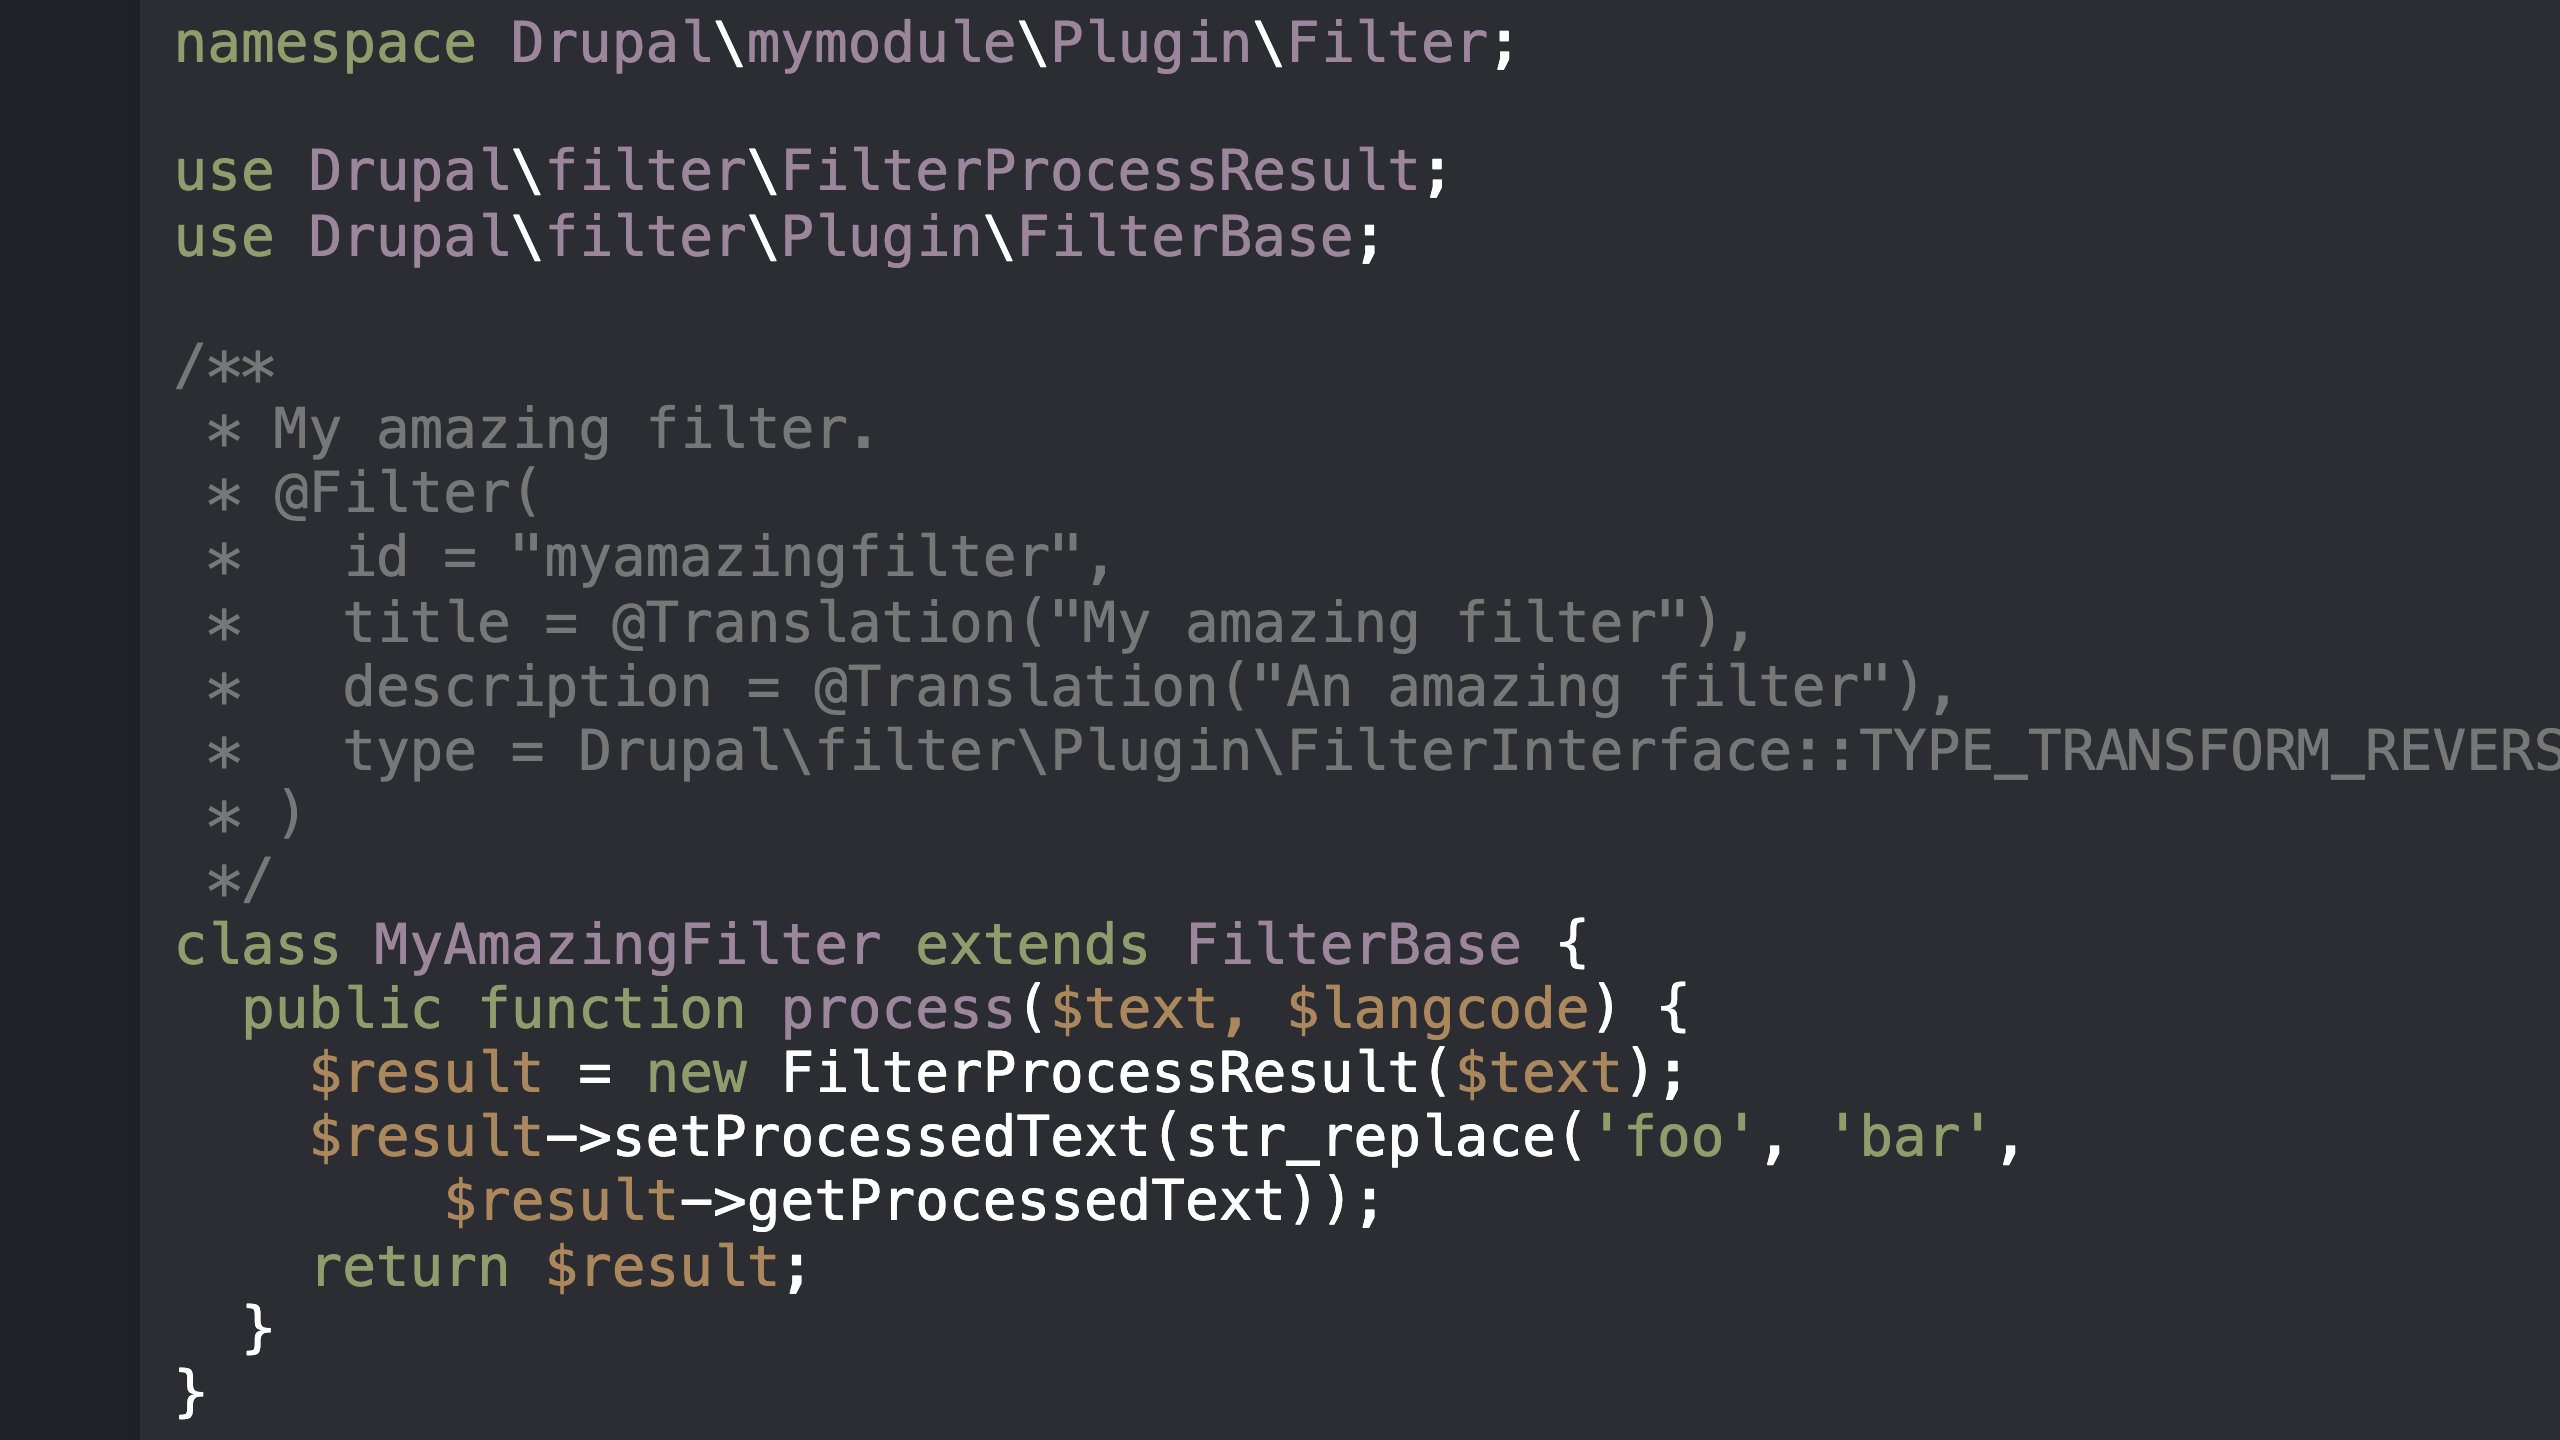 namespace Drupal\mymodule\Plugin\Filter;
use Drupal\filter\FilterProcessResult;
use Drupal\filter\Plugin\FilterBase;
/**
 * My amazing filter.
 * @Filter(
 *   id = "myamazingfilter",
 *   title = @Translation("My amazing filter"),
 *   description = @Translation("An amazing filter"),
 *   type = Drupal\filter\Plugin\FilterInterface::TYPE_TRANSFORM_REVERS
 * )
 */
class MyAmazingFilter extends FilterBase {
  public function process($text, $langcode) {
    $result = new FilterProcessResult($text);
    $result->setProcessedText(str_replace('foo', 'bar',
        $result->getProcessedText));
    return $result;
  }
}